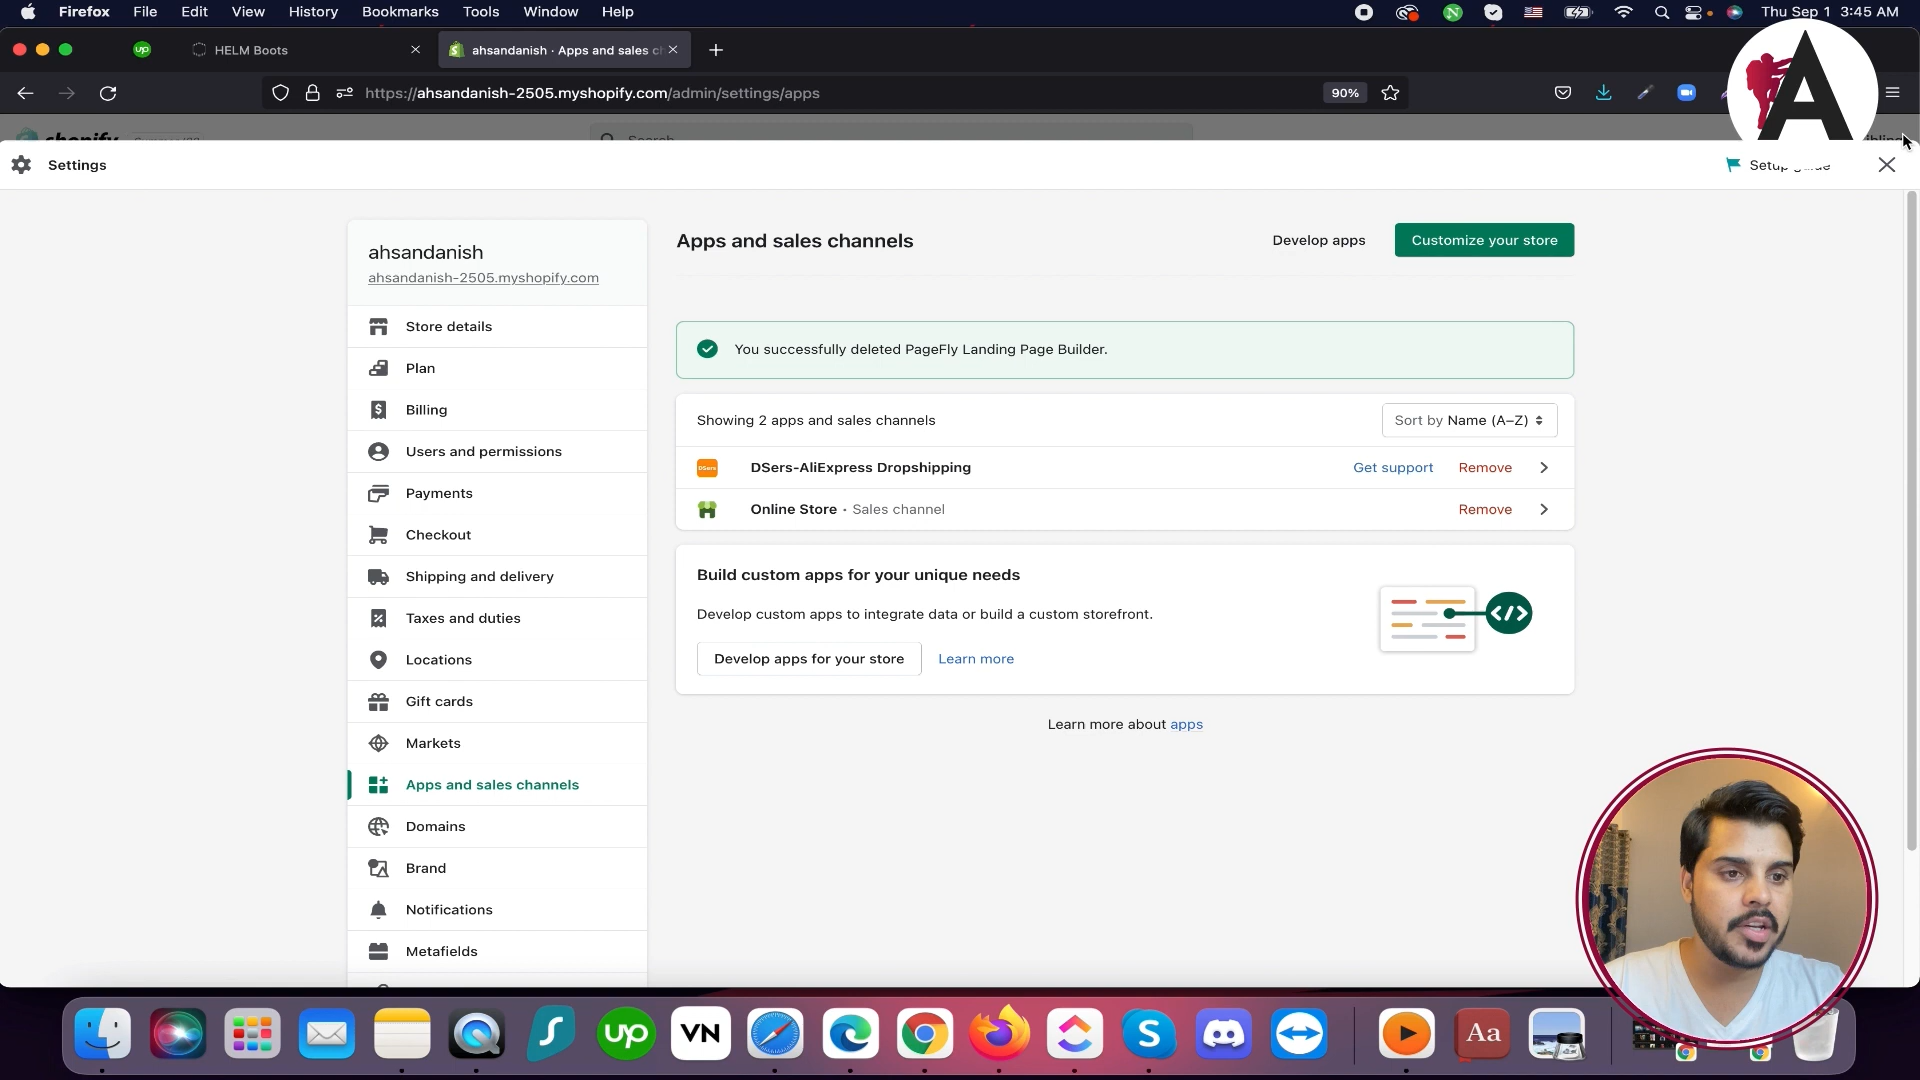 Firefox File Edit View History Bookmarks Tools Window Help
Thu Sep 1 3:45 AM
up
HELM Boots
ahsandanish · Apps and sales c
https://ahsandanish-2505.myshopify.com/admin/settings/apps
90%
A
shopify
Search
Settings
Setup guide
ahsandanish
ahsandanish-2505.myshopify.com
Store details
Plan
Billing
Users and permissions
Payments
Checkout
Shipping and delivery
Taxes and duties
Locations
Gift cards
Markets
Apps and sales channels
Domains
Brand
Notifications
Metafields
Apps and sales channels
Develop apps
Customize your store
You successfully deleted PageFly Landing Page Builder.
Showing 2 apps and sales channels
Sort by Name (A–Z)
DSers
DSers-AliExpress Dropshipping
Get support
Remove
Online Store · Sales channel
Remove
Build custom apps for your unique needs
Develop custom apps to integrate data or build a custom storefront.
Develop apps for your store
Learn more
Learn more about apps
up
VN
Aa